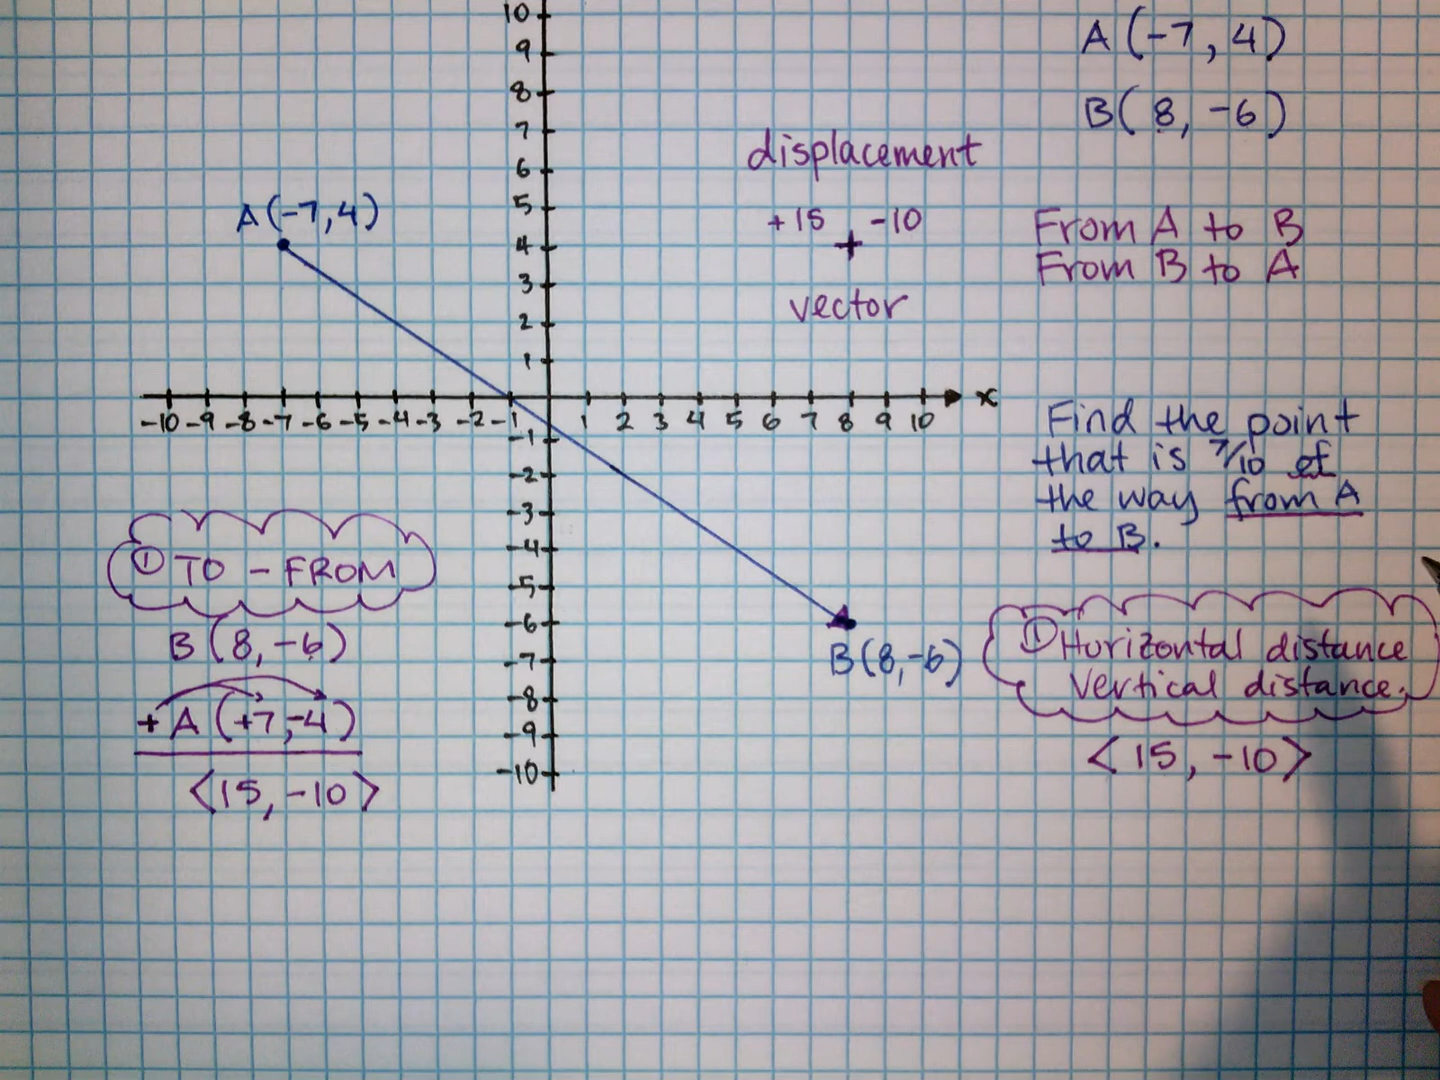 A(-7, 4)
B(8, -6)
displacement
+15 -10
+
vector
From A to B
From B to A
A(-7,4)
10
9
8
7
6
5
4
3
2
1
-10 -9 -8 -7 -6 -5 -4 -3 -2 -1 1 2 3 4 5 6 7 8 9 10 x
-1
-2
-3
-4
-5
-6
-7
-8
-9
-10
B(8,-6)
Find the point
that is 7/10 of
the way from A
to B.
① TO - FROM
B(8,-6)
+ A(+7,-4)
<15, -10>
① Horizontal distance
Vertical distance.
<15, -10>